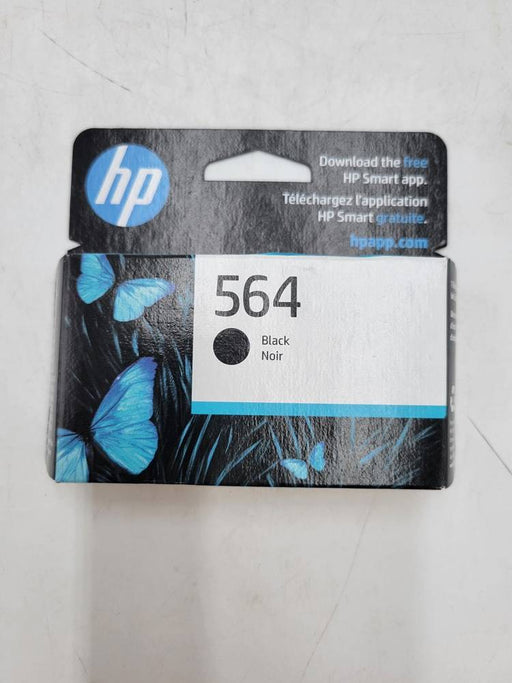 hp
Download the free
HP Smart app.
Téléchargez l'application
HP Smart gratuite.
hpapp.com
564
Black
Noir